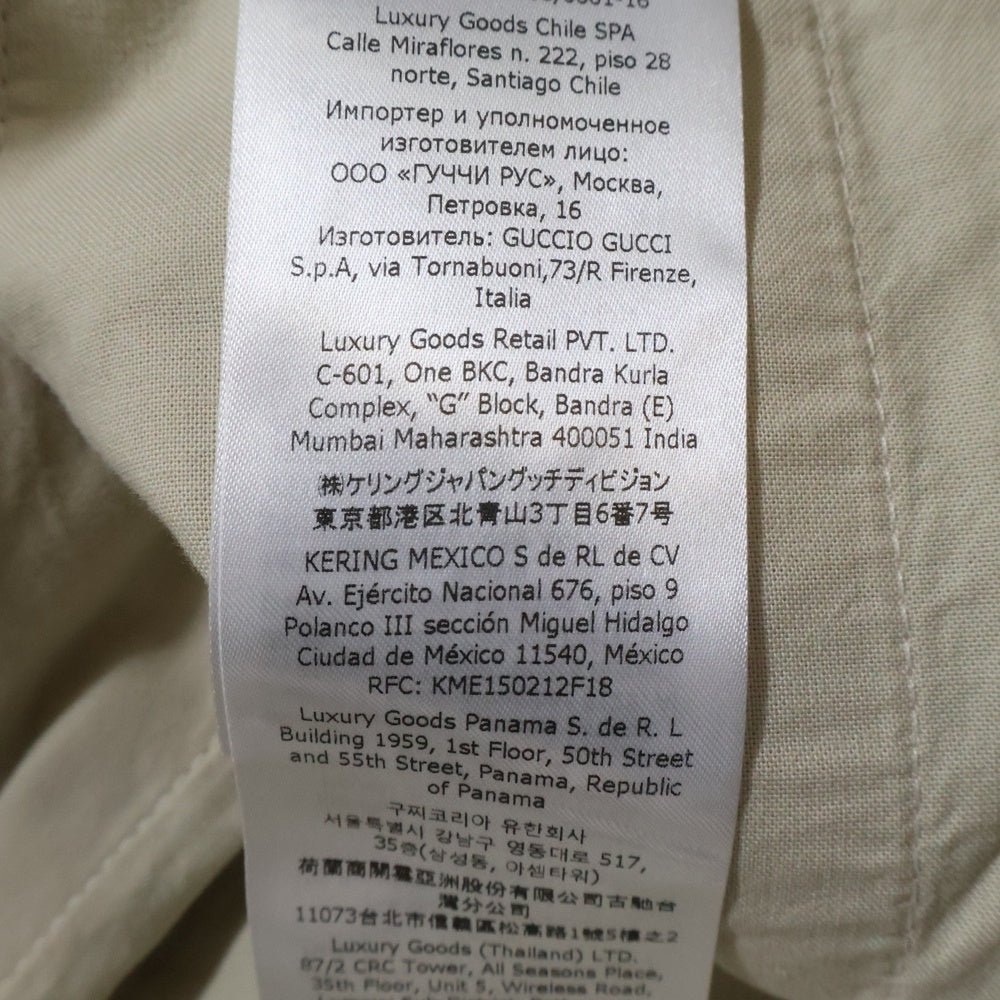 Luxury Goods Chile SPA
Calle Miraflores n. 222, piso 28
norte, Santiago Chile
Импортер и уполномоченное
изготовителем лицо:
ООО «ГУЧЧИ РУС», Москва,
Петровка, 16
Изготовитель: GUCCIO GUCCI
S.p.A, via Tornabuoni,73/R Firenze,
Italia
Luxury Goods Retail PVT. LTD.
C-601, One BKC, Bandra Kurla
Complex, “G” Block, Bandra (E)
Mumbai Maharashtra 400051 India
㈱ケリングジャパングッチディビジョン
東京都港区北青山3丁目6番7号
KERING MEXICO S de RL de CV
Av. Ejército Nacional 676, piso 9
Polanco III sección Miguel Hidalgo
Ciudad de México 11540, México
RFC: KME150212F18
Luxury Goods Panama S. de R. L
Building 1959, 1st Floor, 50th Street
and 55th Street, Panama, Republic
of Panama
구찌코리아 유한회사
서울특별시 강남구 영동대로 517,
35층(삼성동, 아셈타워)
荷蘭商開雲亞洲股份有限公司古馳台
灣分公司
11073台北市信義區松高路1號5樓之2
Luxury Goods (Thailand) LTD.
87/2 CRC Tower, All Seasons Place,
35th Floor, Unit 5, Wireless Road,